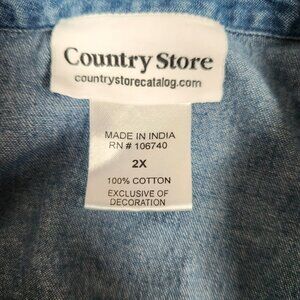 Country Store
countrystorecatalog.com
MADE IN INDIA
RN # 106740
2X
100% COTTON
EXCLUSIVE OF
DECORATION